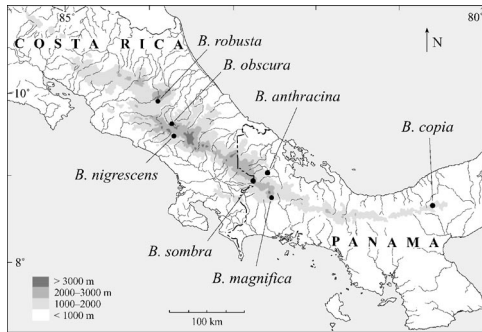 85°
80°
COSTA RICA
B. robusta
N
B. obscura
10°
B. anthracina
B. copia
B. nigrescens
B. sombra
PANAMA
B. magnifica
8°
> 3000 m
2000–3000 m
1000–2000
< 1000 m
100 km